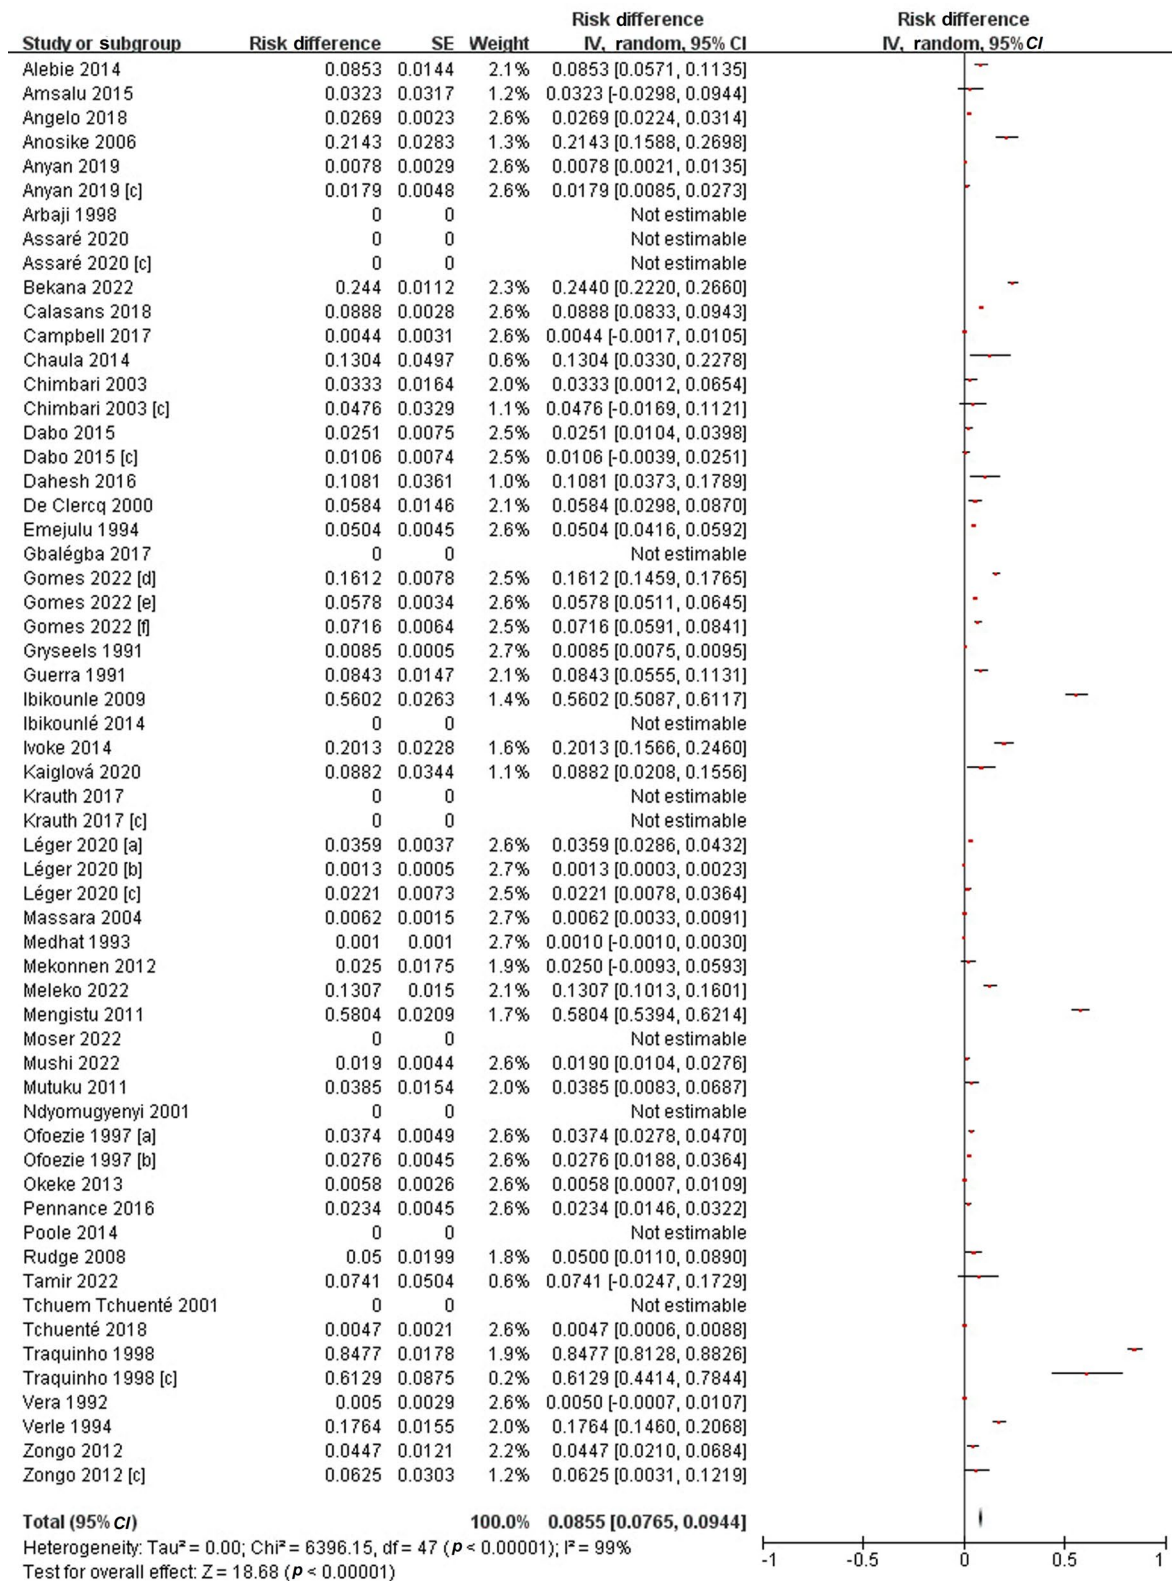 Risk difference Risk difference
Study or subgroup Risk difference SE Weight IV, random, 95% CI IV, random, 95% CI
Alebie 2014 0.0853 0.0144 2.1% 0.0853 [0.0571, 0.1135]
Amsalu 2015 0.0323 0.0317 1.2% 0.0323 [-0.0298, 0.0944]
Angelo 2018 0.0269 0.0023 2.6% 0.0269 [0.0224, 0.0314]
Anosike 2006 0.2143 0.0283 1.3% 0.2143 [0.1588, 0.2698]
Anyan 2019 0.0078 0.0029 2.6% 0.0078 [0.0021, 0.0135]
Anyan 2019 [c] 0.0179 0.0048 2.6% 0.0179 [0.0085, 0.0273]
Arbaji 1998 0 0 Not estimable
Assaré 2020 0 0 Not estimable
Assaré 2020 [c] 0 0 Not estimable
Bekana 2022 0.244 0.0112 2.3% 0.2440 [0.2220, 0.2660]
Calasans 2018 0.0888 0.0028 2.6% 0.0888 [0.0833, 0.0943]
Campbell 2017 0.0044 0.0031 2.6% 0.0044 [-0.0017, 0.0105]
Chaula 2014 0.1304 0.0497 0.6% 0.1304 [0.0330, 0.2278]
Chimbari 2003 0.0333 0.0164 2.0% 0.0333 [0.0012, 0.0654]
Chimbari 2003 [c] 0.0476 0.0329 1.1% 0.0476 [-0.0169, 0.1121]
Dabo 2015 0.0251 0.0075 2.5% 0.0251 [0.0104, 0.0398]
Dabo 2015 [c] 0.0106 0.0074 2.5% 0.0106 [-0.0039, 0.0251]
Dahesh 2016 0.1081 0.0361 1.0% 0.1081 [0.0373, 0.1789]
De Clercq 2000 0.0584 0.0146 2.1% 0.0584 [0.0298, 0.0870]
Emejulu 1994 0.0504 0.0045 2.6% 0.0504 [0.0416, 0.0592]
Gbalégba 2017 0 0 Not estimable
Gomes 2022 [d] 0.1612 0.0078 2.5% 0.1612 [0.1459, 0.1765]
Gomes 2022 [e] 0.0578 0.0034 2.6% 0.0578 [0.0511, 0.0645]
Gomes 2022 [f] 0.0716 0.0064 2.5% 0.0716 [0.0591, 0.0841]
Gryseels 1991 0.0085 0.0005 2.7% 0.0085 [0.0075, 0.0095]
Guerra 1991 0.0843 0.0147 2.1% 0.0843 [0.0555, 0.1131]
Ibikounle 2009 0.5602 0.0263 1.4% 0.5602 [0.5087, 0.6117]
Ibikounlé 2014 0 0 Not estimable
Ivoke 2014 0.2013 0.0228 1.6% 0.2013 [0.1566, 0.2460]
Kaiglová 2020 0.0882 0.0344 1.1% 0.0882 [0.0208, 0.1556]
Krauth 2017 0 0 Not estimable
Krauth 2017 [c] 0 0 Not estimable
Léger 2020 [a] 0.0359 0.0037 2.6% 0.0359 [0.0286, 0.0432]
Léger 2020 [b] 0.0013 0.0005 2.7% 0.0013 [0.0003, 0.0023]
Léger 2020 [c] 0.0221 0.0073 2.5% 0.0221 [0.0078, 0.0364]
Massara 2004 0.0062 0.0015 2.7% 0.0062 [0.0033, 0.0091]
Medhat 1993 0.001 0.001 2.7% 0.0010 [-0.0010, 0.0030]
Mekonnen 2012 0.025 0.0175 1.9% 0.0250 [-0.0093, 0.0593]
Meleko 2022 0.1307 0.015 2.1% 0.1307 [0.1013, 0.1601]
Mengistu 2011 0.5804 0.0209 1.7% 0.5804 [0.5394, 0.6214]
Moser 2022 0 0 Not estimable
Mushi 2022 0.019 0.0044 2.6% 0.0190 [0.0104, 0.0276]
Mutuku 2011 0.0385 0.0154 2.0% 0.0385 [0.0083, 0.0687]
Ndyomugyenyi 2001 0 0 Not estimable
Ofoezie 1997 [a] 0.0374 0.0049 2.6% 0.0374 [0.0278, 0.0470]
Ofoezie 1997 [b] 0.0276 0.0045 2.6% 0.0276 [0.0188, 0.0364]
Okeke 2013 0.0058 0.0026 2.6% 0.0058 [0.0007, 0.0109]
Pennance 2016 0.0234 0.0045 2.6% 0.0234 [0.0146, 0.0322]
Poole 2014 0 0 Not estimable
Rudge 2008 0.05 0.0199 1.8% 0.0500 [0.0110, 0.0890]
Tamir 2022 0.0741 0.0504 0.6% 0.0741 [-0.0247, 0.1729]
Tchuem Tchuenté 2001 0 0 Not estimable
Tchuenté 2018 0.0047 0.0021 2.6% 0.0047 [0.0006, 0.0088]
Traquinho 1998 0.8477 0.0178 1.9% 0.8477 [0.8128, 0.8826]
Traquinho 1998 [c] 0.6129 0.0875 0.2% 0.6129 [0.4414, 0.7844]
Vera 1992 0.005 0.0029 2.6% 0.0050 [-0.0007, 0.0107]
Verle 1994 0.1764 0.0155 2.0% 0.1764 [0.1460, 0.2068]
Zongo 2012 0.0447 0.0121 2.2% 0.0447 [0.0210, 0.0684]
Zongo 2012 [c] 0.0625 0.0303 1.2% 0.0625 [0.0031, 0.1219]
Total (95% CI) 100.0% 0.0855 [0.0765, 0.0944]
Heterogeneity: Tau² = 0.00; Chi² = 6396.15, df = 47 (p < 0.00001); I² = 99%
Test for overall effect: Z = 18.68 (p < 0.00001)
-1 -0.5 0 0.5 1